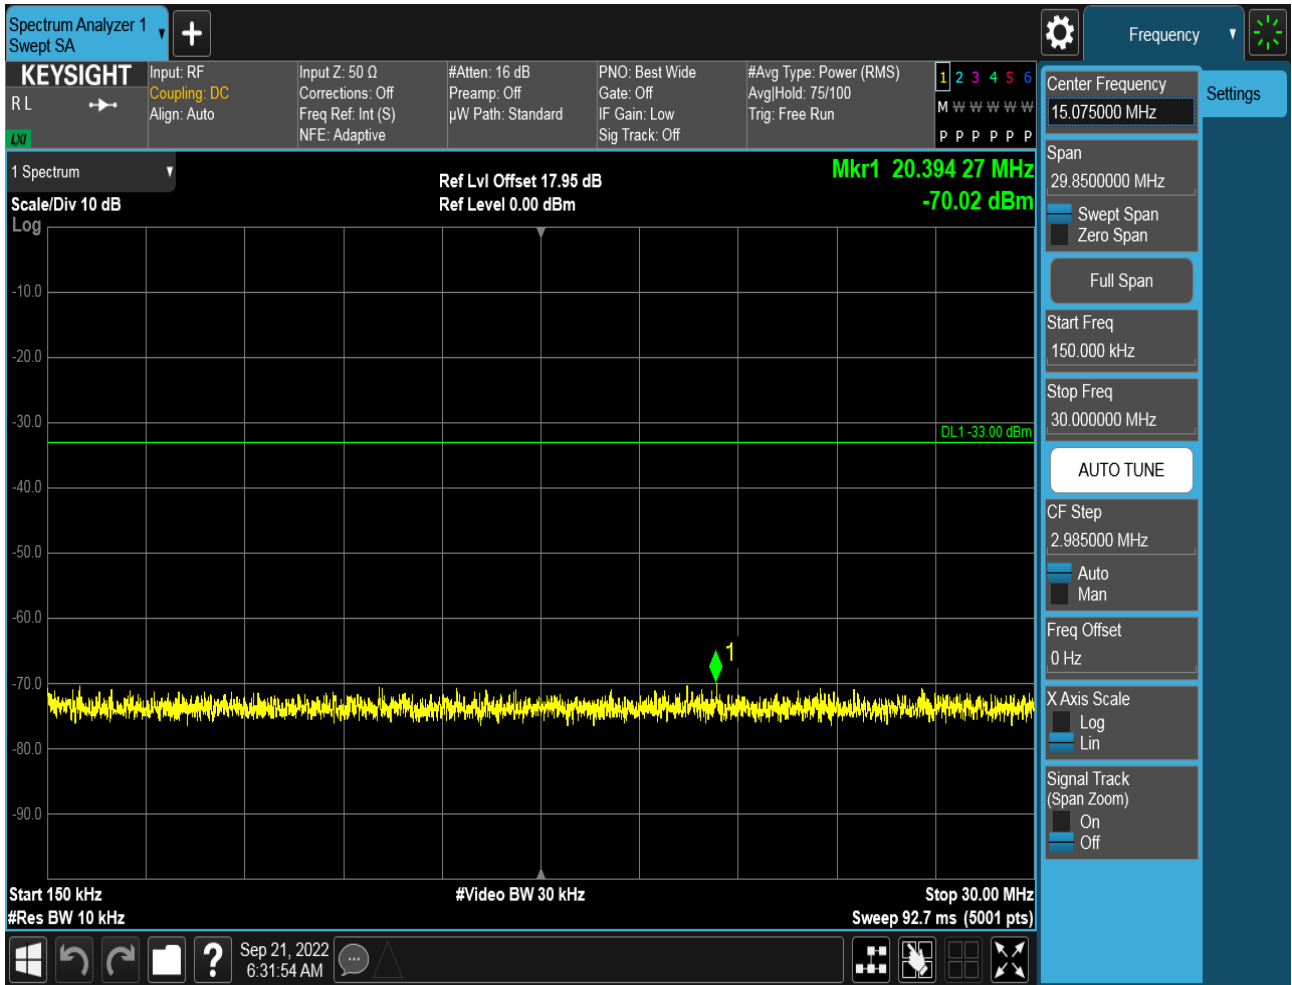 Spectrum Analyzer 1
Swept SA
Frequency
KEYSIGHT
R L
LXI
Input: RF
Coupling: DC
Align: Auto
Input Z: 50 Ω
Corrections: Off
Freq Ref: Int (S)
NFE: Adaptive
#Atten: 16 dB
Preamp: Off
µW Path: Standard
PNO: Best Wide
Gate: Off
IF Gain: Low
Sig Track: Off
#Avg Type: Power (RMS)
Avg|Hold: 75/100
Trig: Free Run
1 2 3 4 5 6
M W W W W W
P P P P P P
1 Spectrum
Scale/Div 10 dB
Log
Ref Lvl Offset 17.95 dB
Ref Level 0.00 dBm
Mkr1 20.394 27 MHz
-70.02 dBm
-10.0
-20.0
-30.0
DL1 -33.00 dBm
-40.0
-50.0
-60.0
1
-70.0
-80.0
-90.0
Start 150 kHz
#Video BW 30 kHz
Stop 30.00 MHz
#Res BW 10 kHz
Sweep 92.7 ms (5001 pts)
Center Frequency
15.075000 MHz
Settings
Span
29.8500000 MHz
Swept Span
Zero Span
Full Span
Start Freq
150.000 kHz
Stop Freq
30.000000 MHz
AUTO TUNE
CF Step
2.985000 MHz
Auto
Man
Freq Offset
0 Hz
X Axis Scale
Log
Lin
Signal Track
(Span Zoom)
On
Off
?
Sep 21, 2022
6:31:54 AM